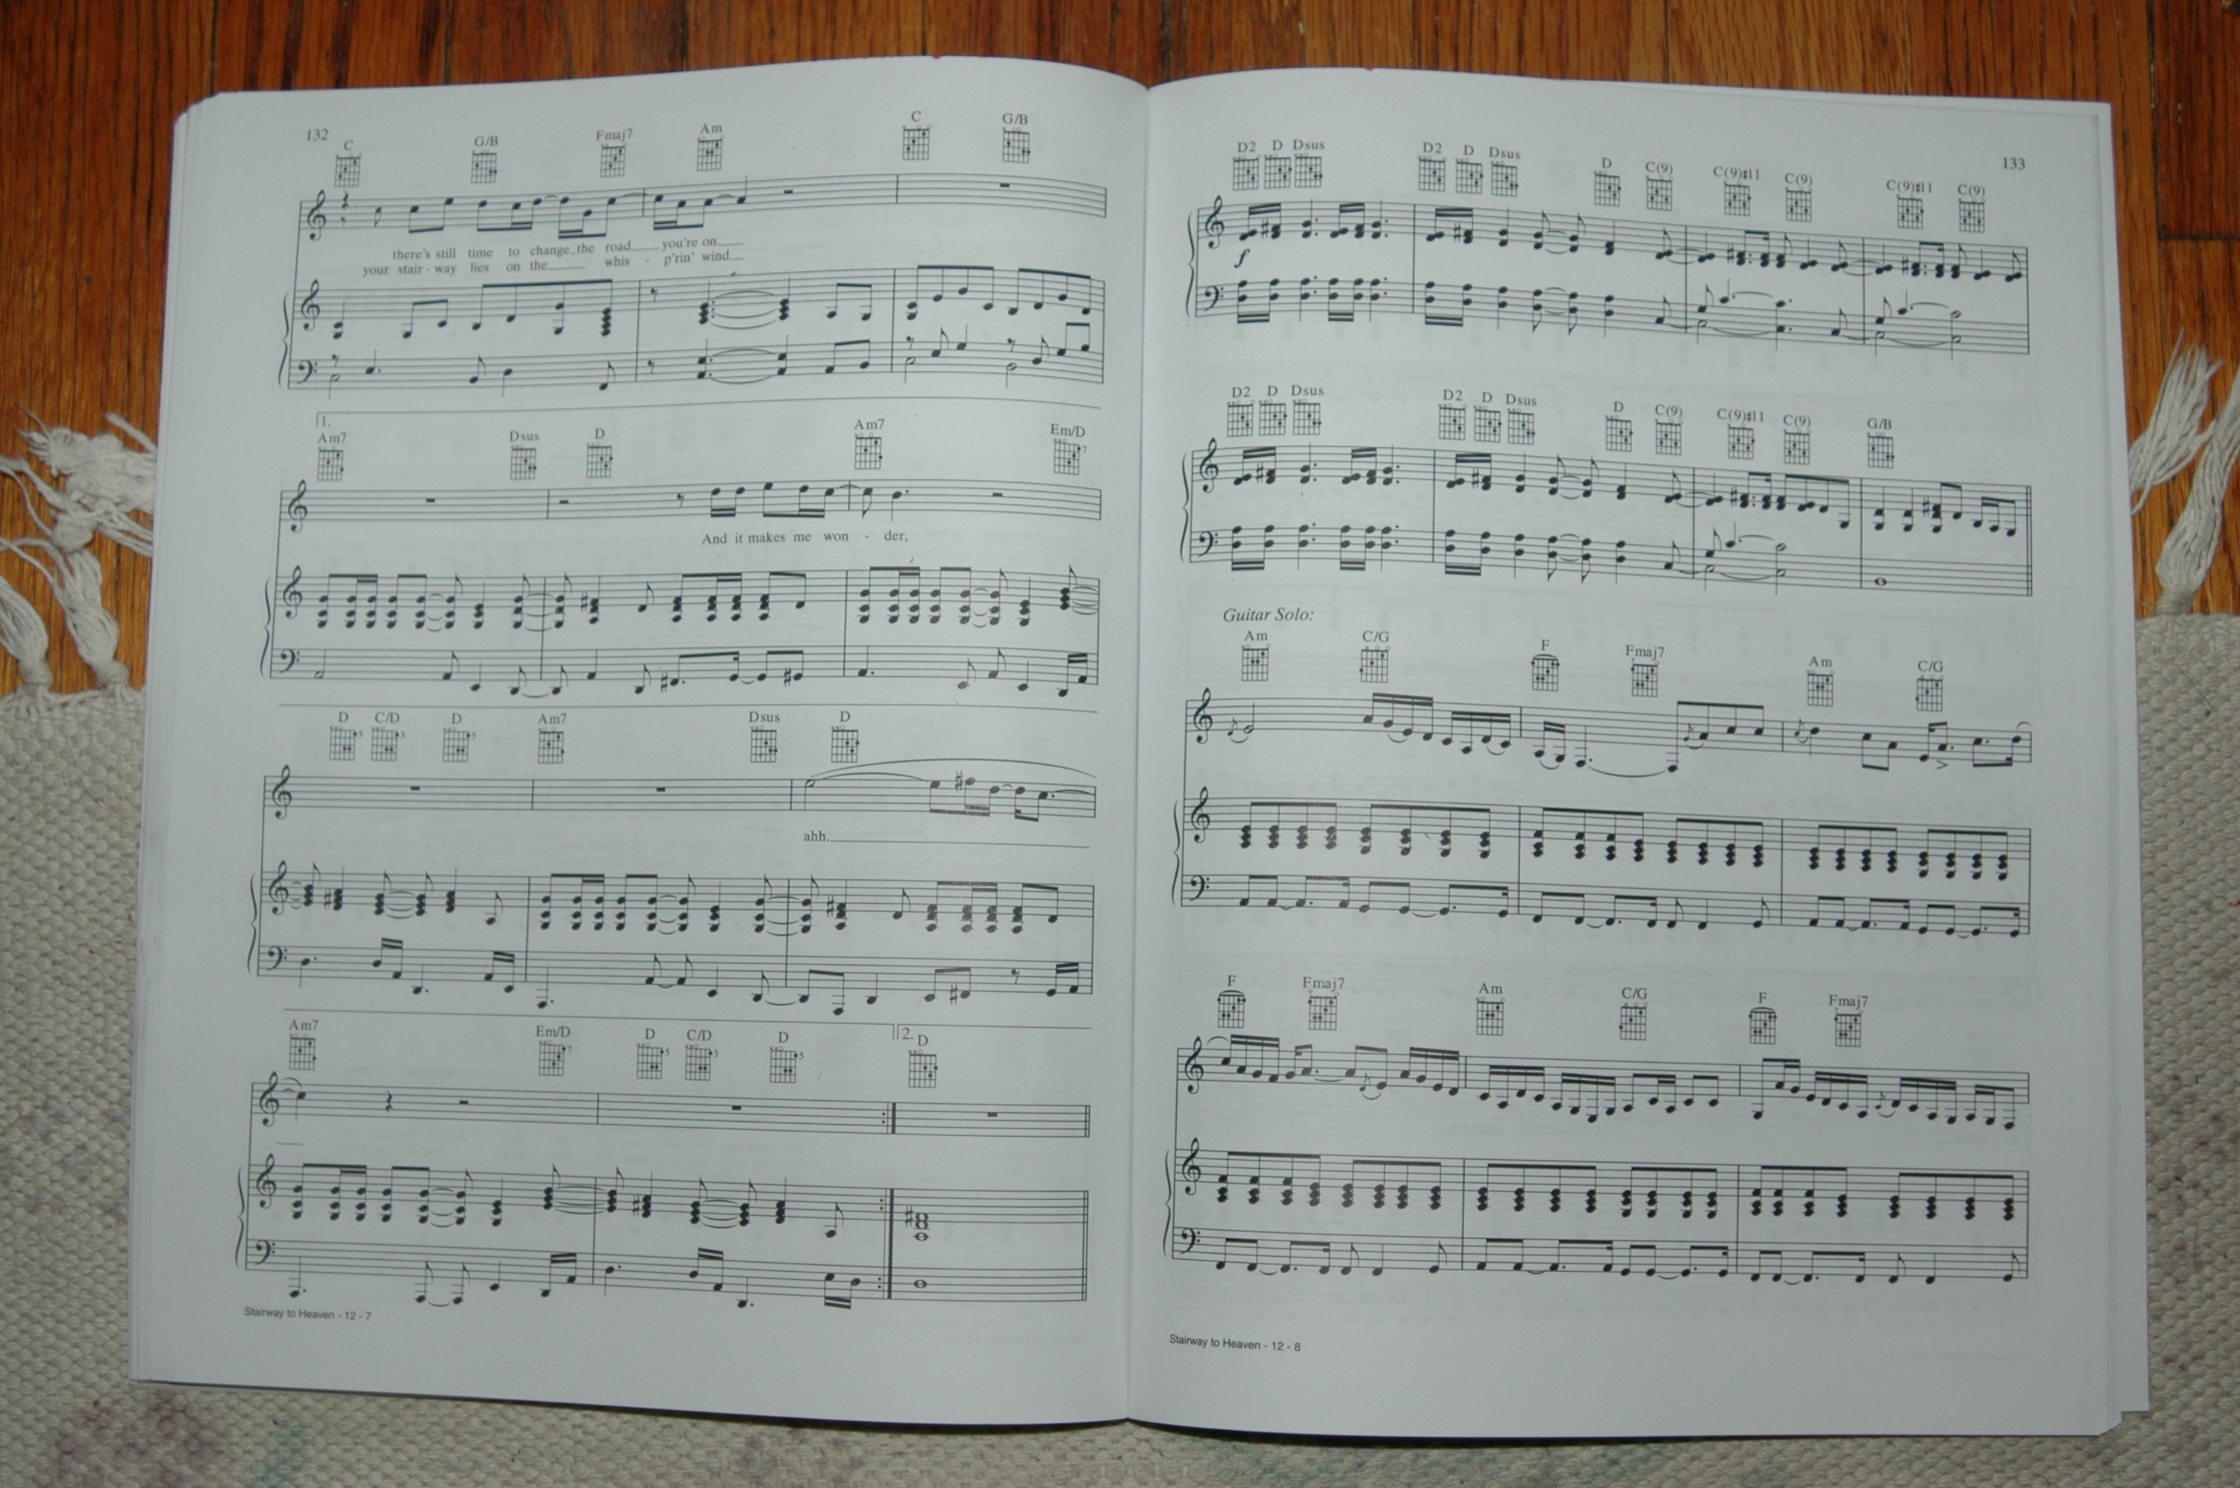 132
C G/B Fmaj7 Am C G/B
there's still time to change the road you're on
your stair - way lies on the whis - p'rin' wind
1.
Am7 Dsus D Am7 Em/D
And it makes me won - der,
D C/D D Am7 Dsus D
ahh.
Am7 Em/D D C/D D 2. D
Stairway to Heaven - 12 - 7
133
D2 D Dsus D2 D Dsus D C(9) C(9)♯11 C(9) C(9)♯11 C(9)
f
D2 D Dsus D2 D Dsus D C(9) C(9)♯11 C(9) G/B
Guitar Solo:
Am C/G F Fmaj7 Am C/G
F Fmaj7 Am C/G F Fmaj7
Stairway to Heaven - 12 - 8